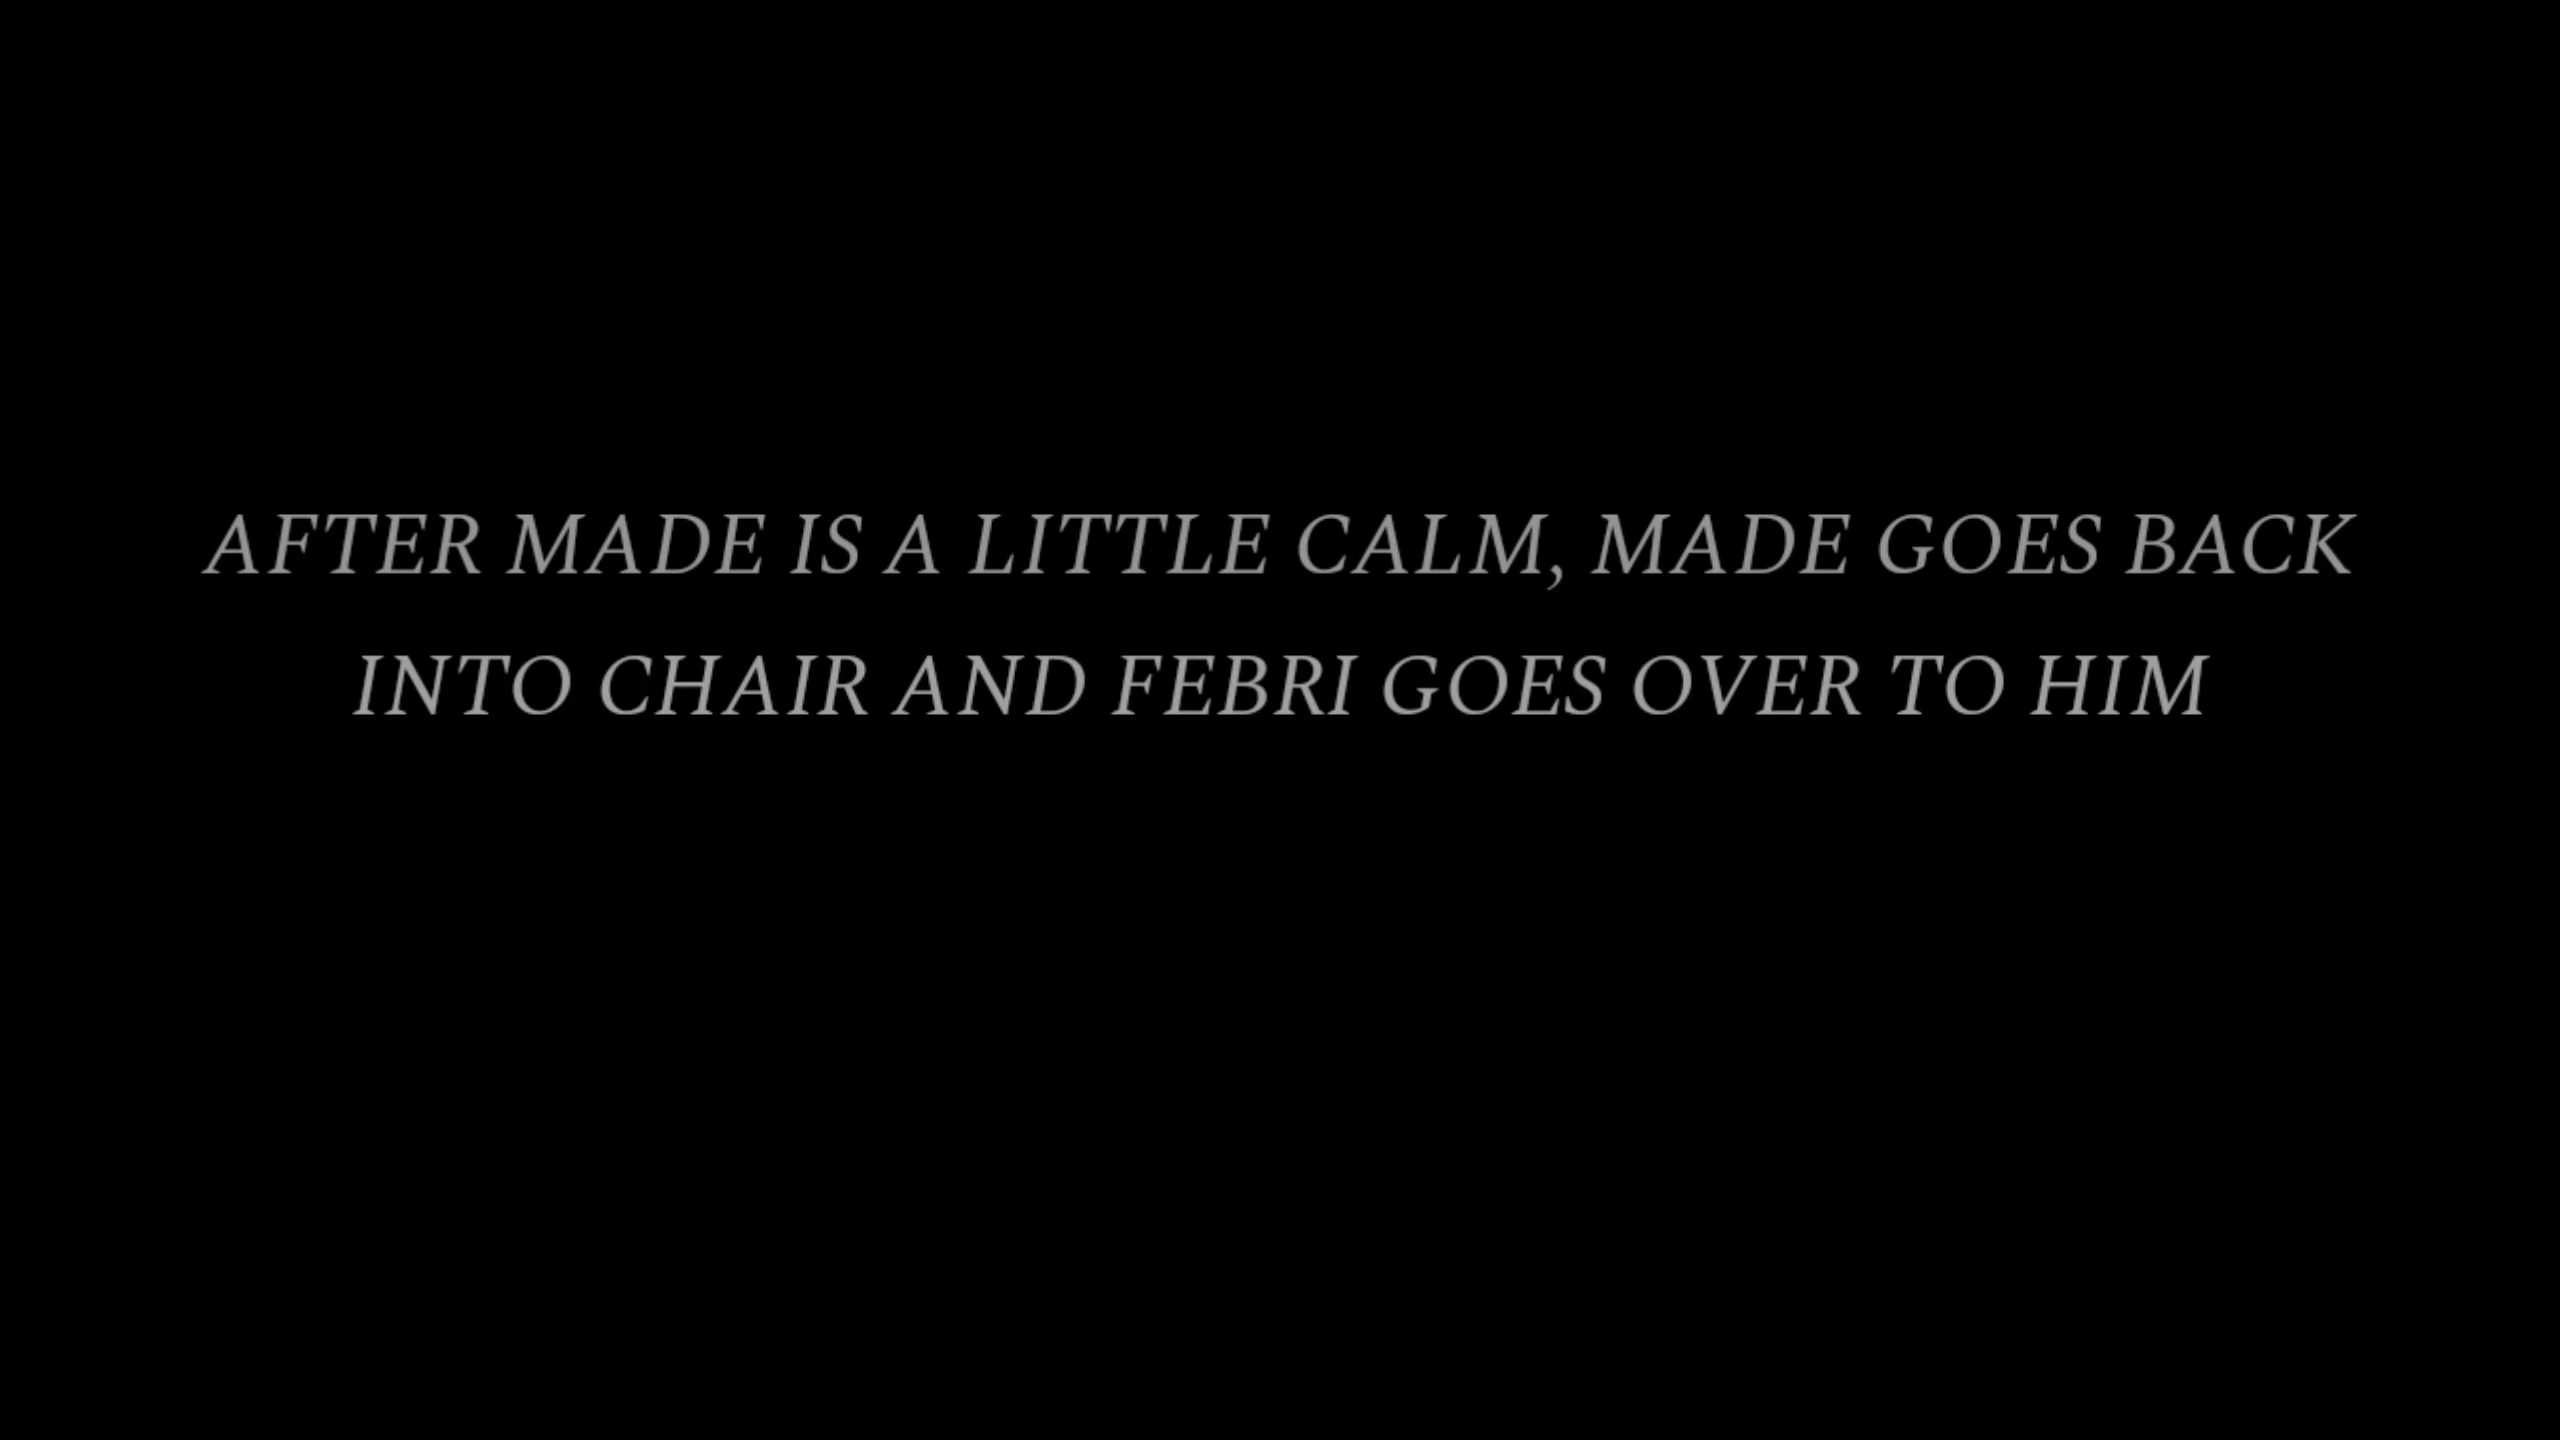 AFTER MADE IS A LITTLE CALM, MADE GOES BACK
INTO CHAIR AND FEBRI GOES OVER TO HIM